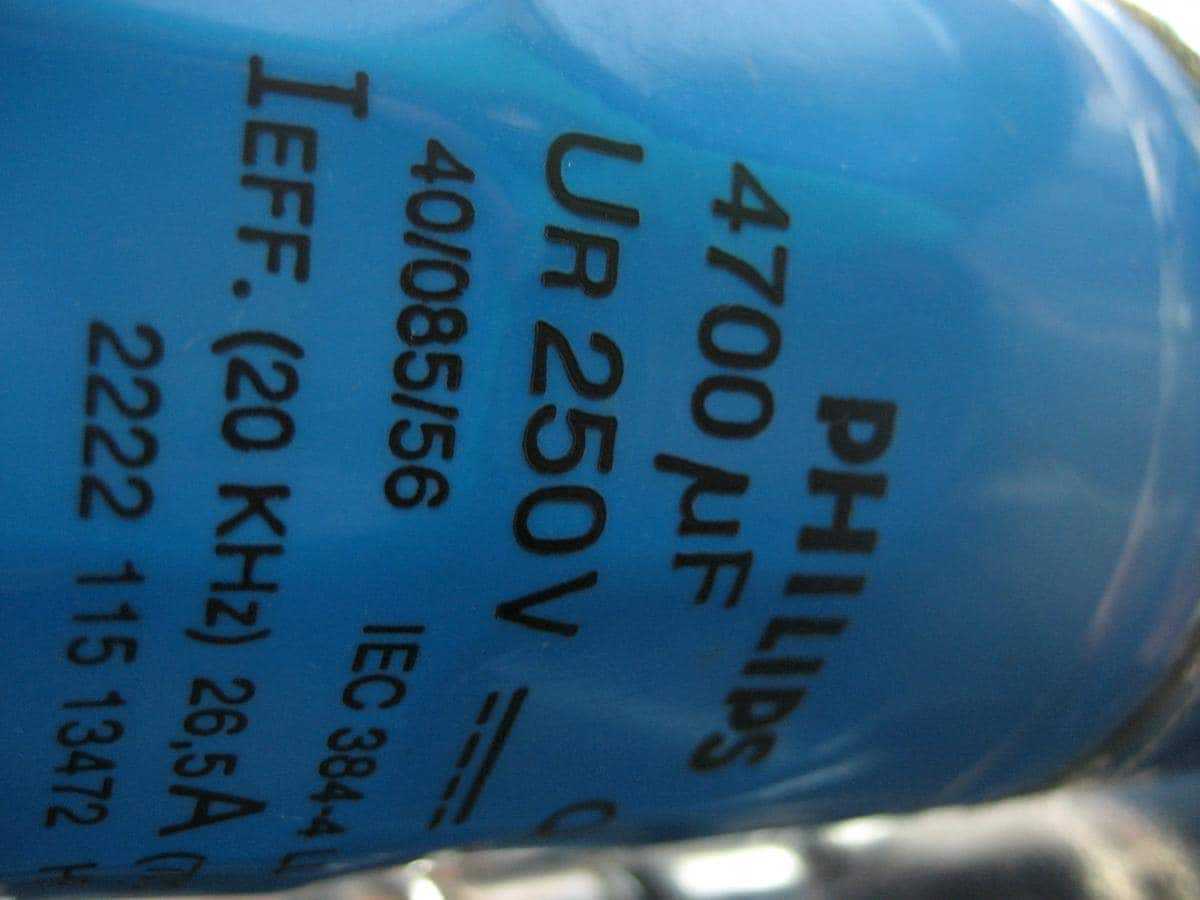 PHILIPS
4700 µF
UR 250 V
40/085/56 IEC 384-4 L
IEFF. (20 KHz) 26,5A
2222 115 13472